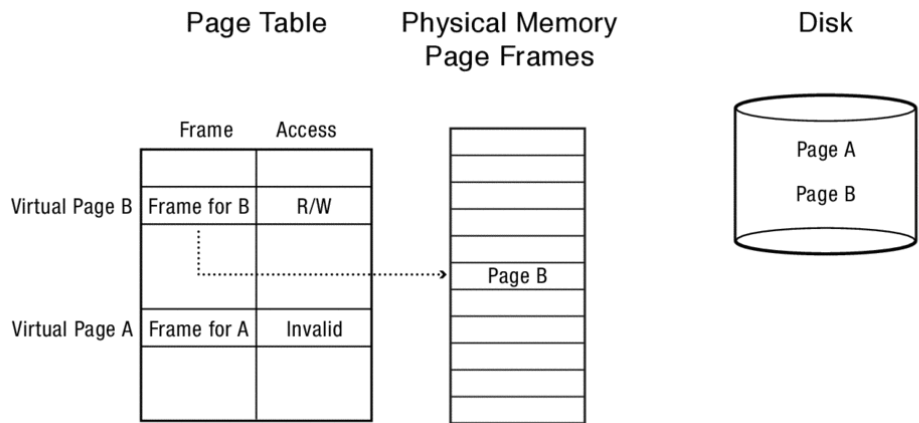 Page Table
Physical Memory
Page Frames
Disk
Frame
Access
Virtual Page B
Frame for B
R/W
Virtual Page A
Frame for A
Invalid
Page B
Page A
Page B